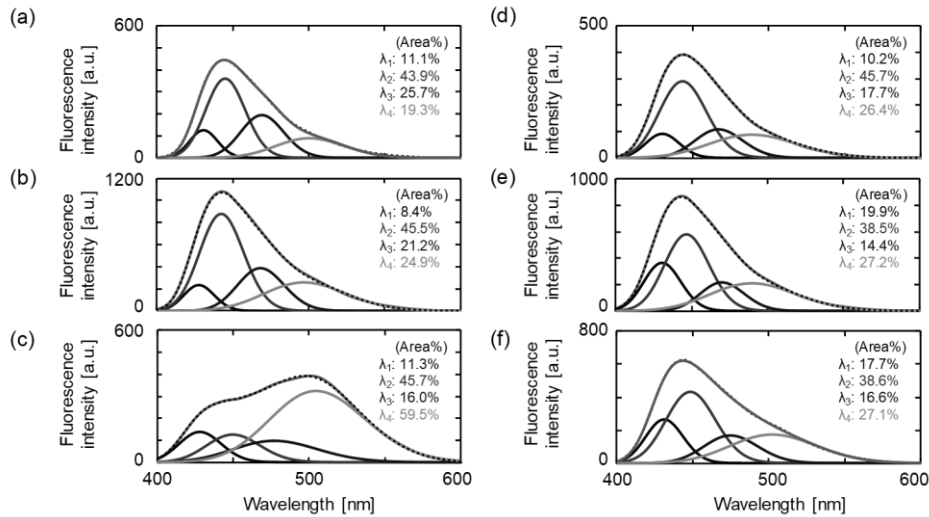 (a)
600
Fluorescence
intensity [a.u.]
0
(Area%)
λ1: 11.1%
λ2: 43.9%
λ3: 25.7%
λ4: 19.3%
(b)
1200
Fluorescence
intensity [a.u.]
0
(Area%)
λ1: 8.4%
λ2: 45.5%
λ3: 21.2%
λ4: 24.9%
(c)
600
Fluorescence
intensity [a.u.]
0
(Area%)
λ1: 11.3%
λ2: 45.7%
λ3: 16.0%
λ4: 59.5%
400
500
600
Wavelength [nm]
(d)
500
Fluorescence
intensity [a.u.]
0
400
(Area%)
λ1: 10.2%
λ2: 45.7%
λ3: 17.7%
λ4: 26.4%
500
600
(e)
1000
Fluorescence
intensity [a.u.]
0
(Area%)
λ1: 19.9%
λ2: 38.5%
λ3: 14.4%
λ4: 27.2%
(f)
800
Fluorescence
intensity [a.u.]
0
(Area%)
λ1: 17.7%
λ2: 38.6%
λ3: 16.6%
λ4: 27.1%
400
500
600
Wavelength [nm]